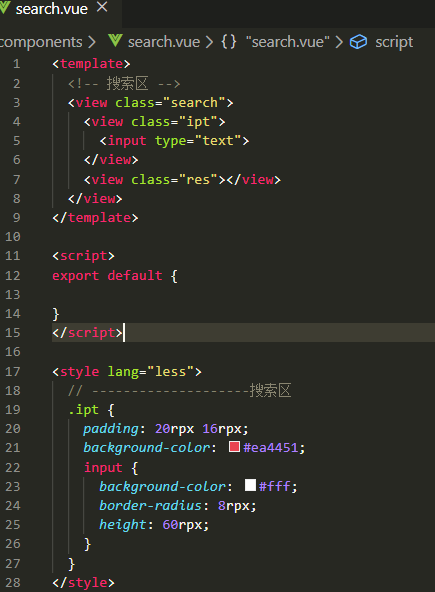 search.vue ×
components > search.vue > {} "search.vue" > script
1 <template>
2   <!-- 搜索区 -->
3   <view class="search">
4     <view class="ipt">
5       <input type="text">
6     </view>
7     <view class="res"></view>
8   </view>
9 </template>
10
11 <script>
12 export default {
13
14 }
15 </script>
16
17 <style lang="less">
18   // --------------------搜索区
19   .ipt {
20     padding: 20rpx 16rpx;
21     background-color: #ea4451;
22     input {
23       background-color: #fff;
24       border-radius: 8rpx;
25       height: 60rpx;
26     }
27   }
28 </style>